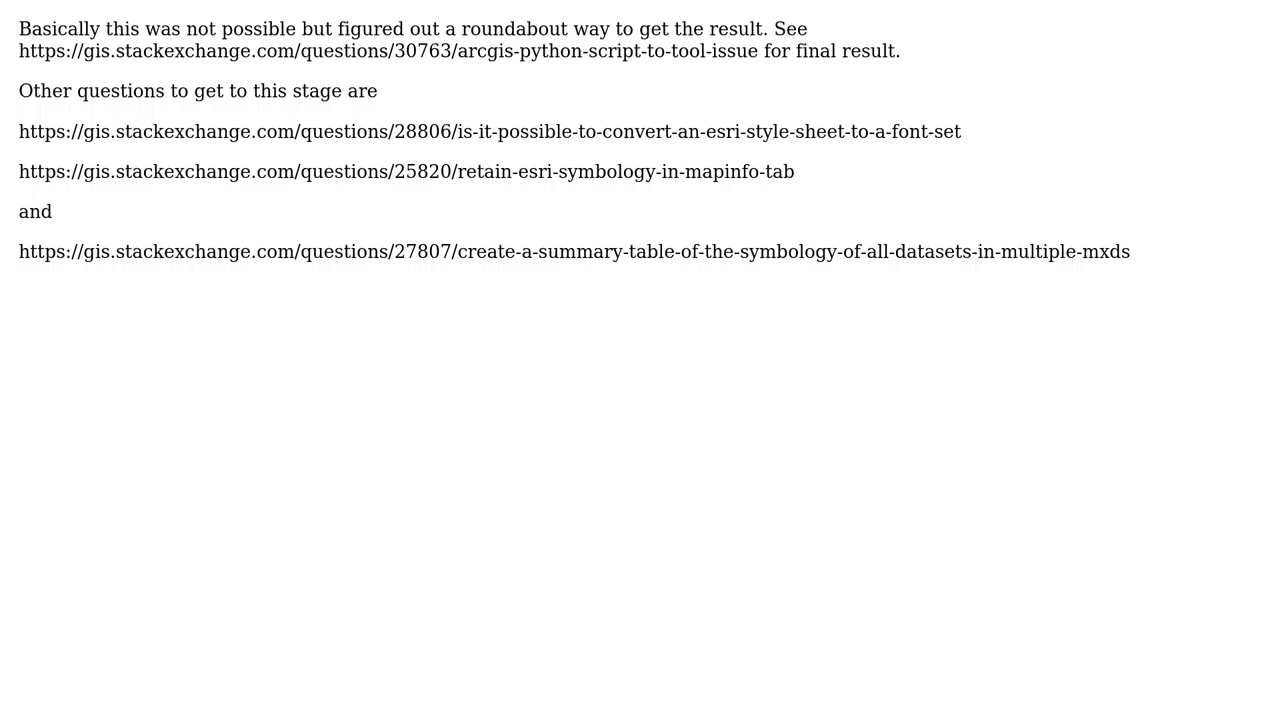 Basically this was not possible but figured out a roundabout way to get the result. See
https://gis.stackexchange.com/questions/30763/arcgis-python-script-to-tool-issue for final result.
Other questions to get to this stage are
https://gis.stackexchange.com/questions/28806/is-it-possible-to-convert-an-esri-style-sheet-to-a-font-set
https://gis.stackexchange.com/questions/25820/retain-esri-symbology-in-mapinfo-tab
and
https://gis.stackexchange.com/questions/27807/create-a-summary-table-of-the-symbology-of-all-datasets-in-multiple-mxds